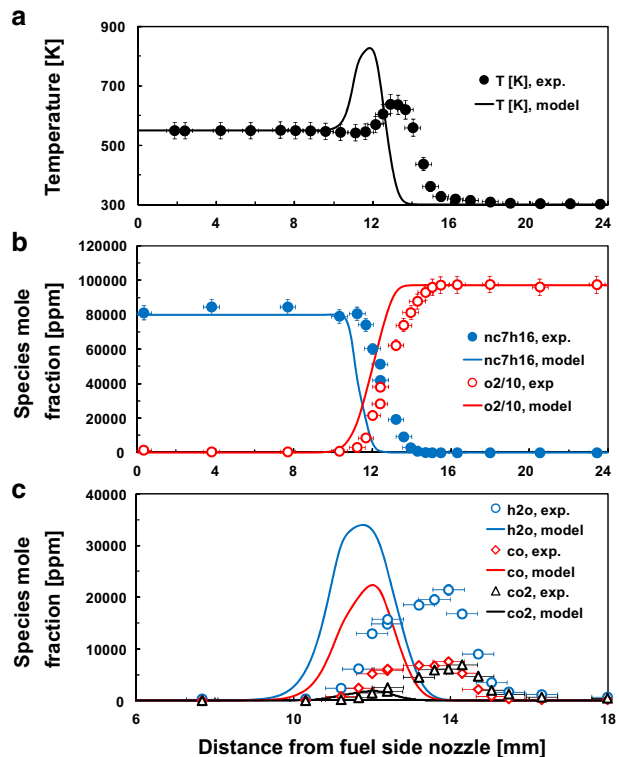 a
Temperature [K]
900
700
500
300
T [K], exp.
T [K], model
0 4 8 12 16 20 24
b
Species mole
fraction [ppm]
120000
100000
80000
60000
40000
20000
0
nc7h16, exp.
nc7h16, model
o2/10, exp
o2/10, model
0 4 8 12 16 20 24
c
Species mole
fraction [ppm]
40000
30000
20000
10000
0
h2o, exp.
h2o, model
co, exp.
co, model
co2, exp.
co2, model
6 10 14 18
Distance from fuel side nozzle [mm]